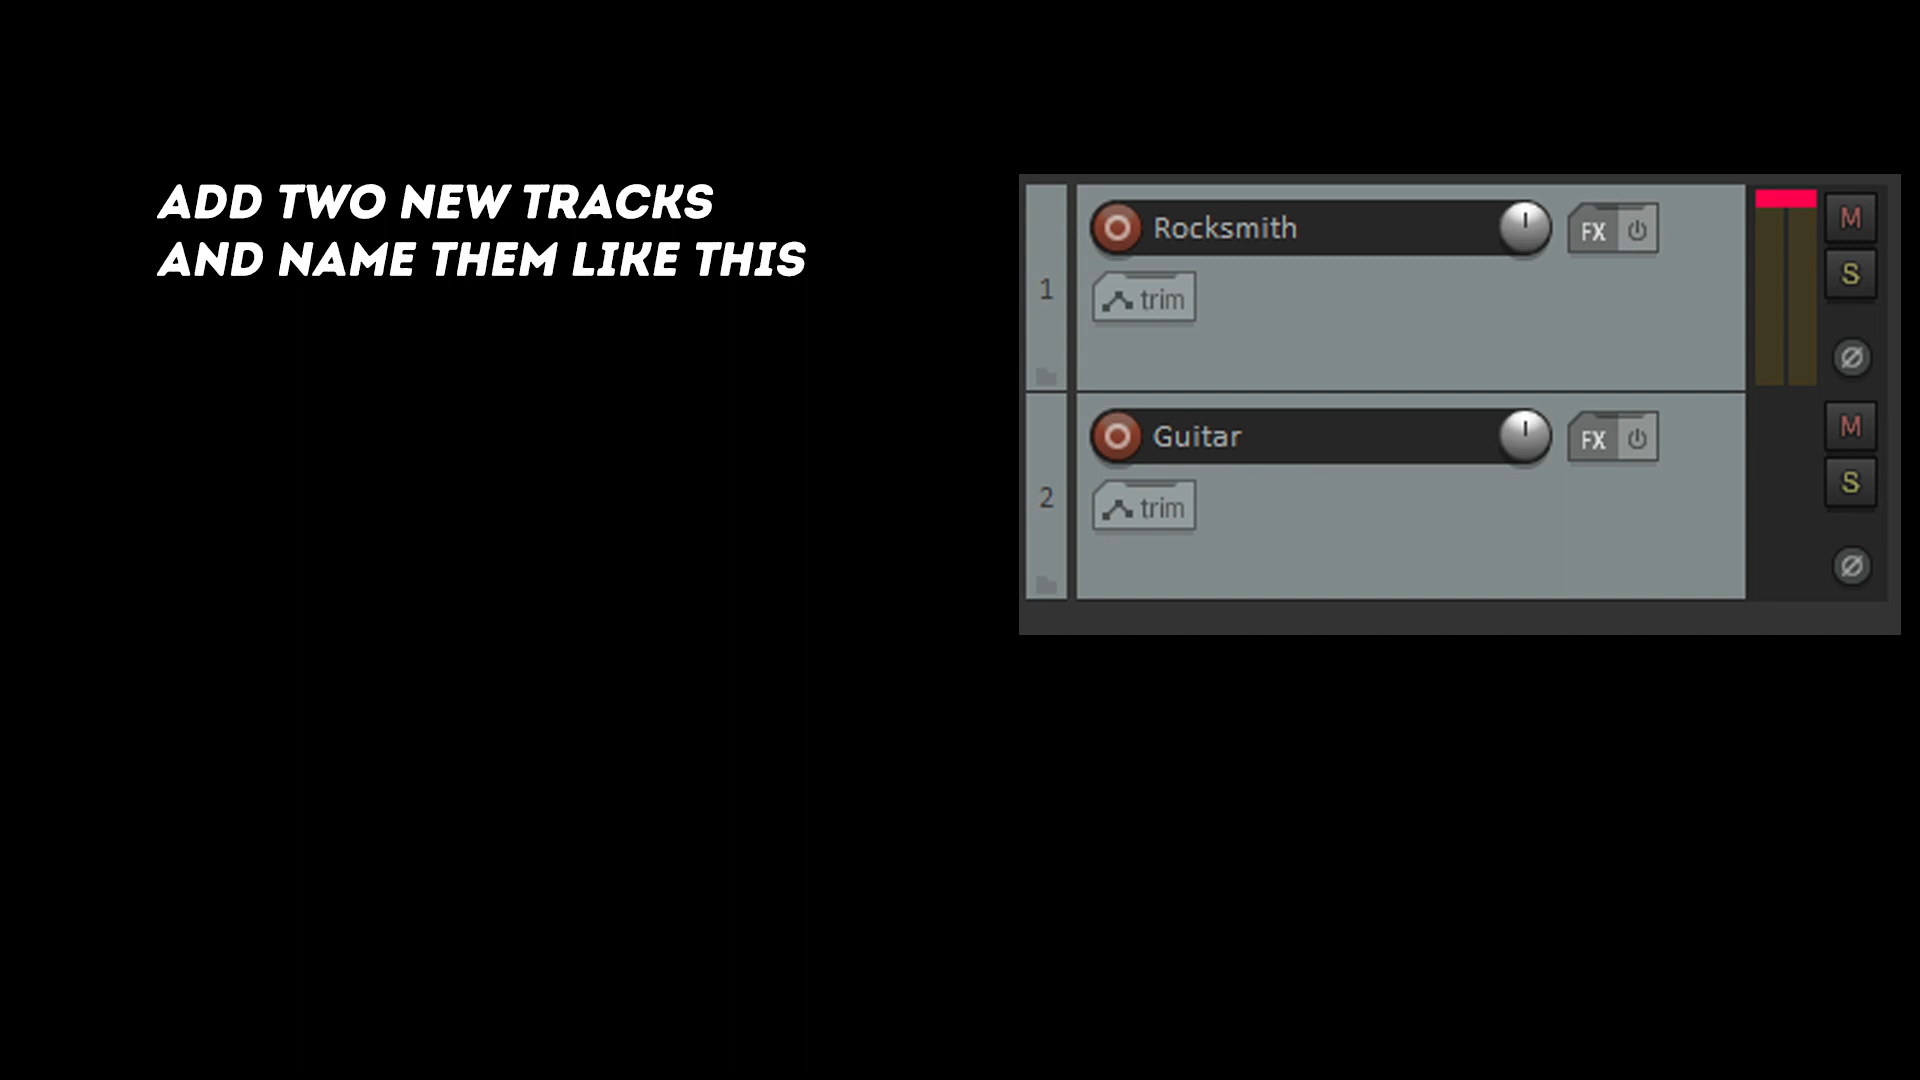 ADD TWO NEW TRACKS
AND NAME THEM LIKE THIS
1
Rocksmith
FX
M
trim
S
2
Guitar
FX
M
trim
S